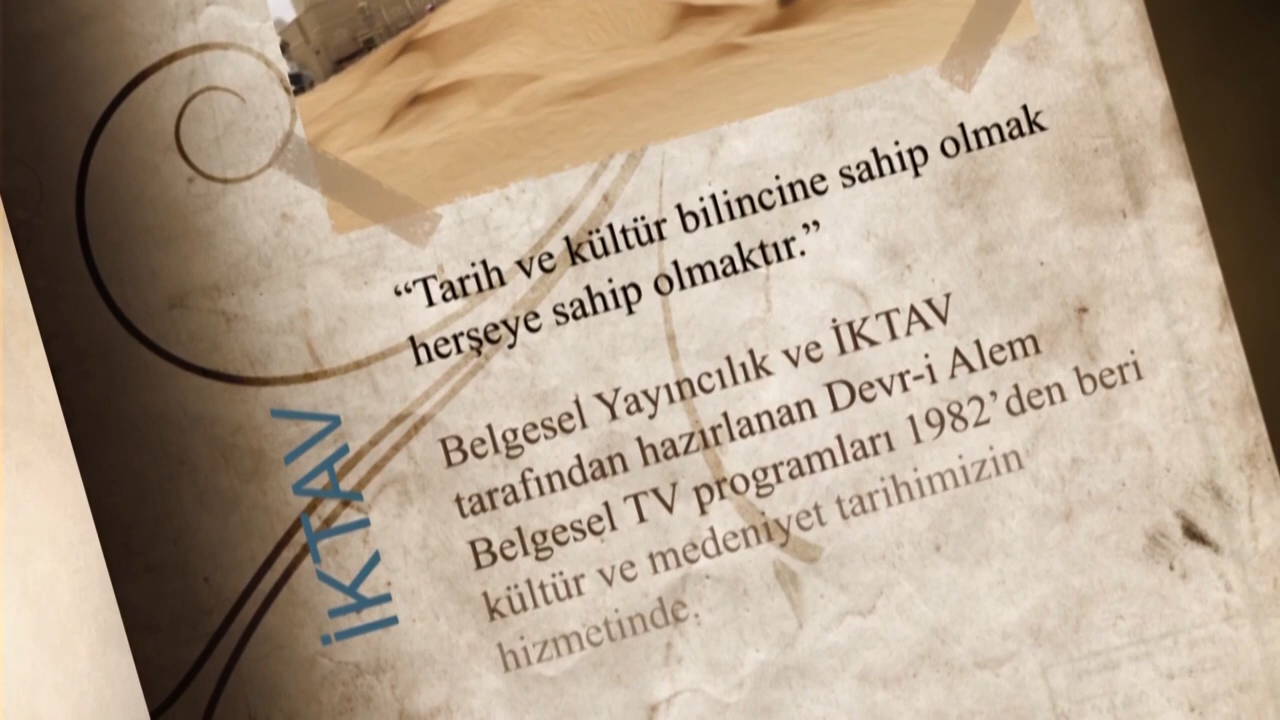 “Tarih ve kültür bilincine sahip olmak
herşeye sahip olmaktır.”
Belgesel Yayıncılık ve İKTAV
tarafından hazırlanan Devr-i Alem
Belgesel TV programları 1982’den beri
kültür ve medeniyet tarihimizin
hizmetinde.
İKTAV